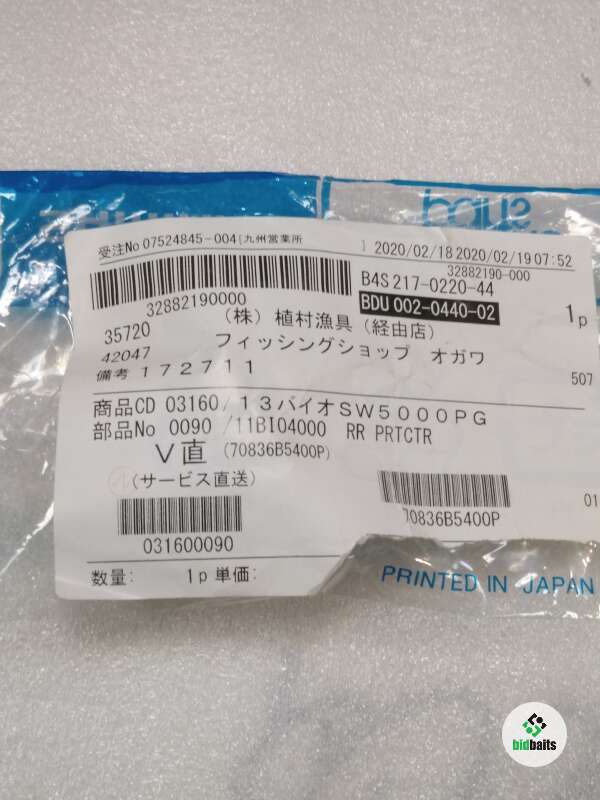 受注No 07524845-004[九州営業所
] 2020/02/18 2020/02/19 07:52
32882190-000
32882190000
B4S 217-0220-44
BDU 002-0440-02
1p
35720
(株) 植村漁具(経由店)
42047
フィッシングショップ オガワ
備考 172711
507
商品CD 03160/13バイオSW5000PG
部品No 0090 /11BIO4000 RR PRTCTR
V直 (70836B5400P)
(サービス直送)
70836B5400P
01
031600090
数量: 1p 単価:
PRINTED IN JAPAN
bidbaits